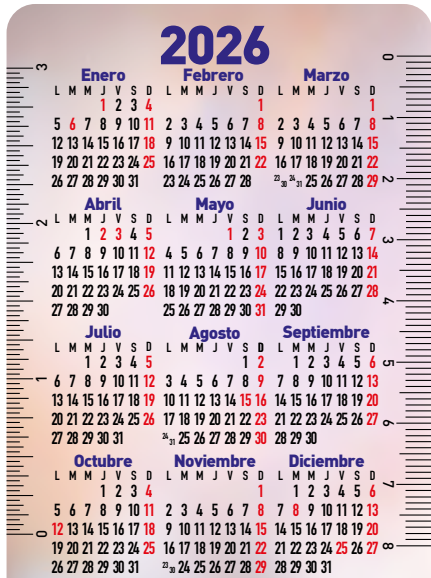 2026
Enero
L M M J V S D
1 2 3 4
5 6 7 8 9 10 11
12 13 14 15 16 17 18
19 20 21 22 23 24 25
26 27 28 29 30 31
Febrero
L M M J V S D
1
2 3 4 5 6 7 8
9 10 11 12 13 14 15
16 17 18 19 20 21 22
23 24 25 26 27 28
Marzo
L M M J V S D
1
2 3 4 5 6 7 8
9 10 11 12 13 14 15
16 17 18 19 20 21 22
23 30 24 31 25 26 27 28 29
Abril
L M M J V S D
1 2 3 4 5
6 7 8 9 10 11 12
13 14 15 16 17 18 19
20 21 22 23 24 25 26
27 28 29 30
Mayo
L M M J V S D
1 2 3
4 5 6 7 8 9 10
11 12 13 14 15 16 17
18 19 20 21 22 23 24
25 26 27 28 29 30 31
Junio
L M M J V S D
1 2 3 4 5 6 7
8 9 10 11 12 13 14
15 16 17 18 19 20 21
22 23 24 25 26 27 28
29 30
Julio
L M M J V S D
1 2 3 4 5
6 7 8 9 10 11 12
13 14 15 16 17 18 19
20 21 22 23 24 25 26
27 28 29 30 31
Agosto
L M M J V S D
1 2
3 4 5 6 7 8 9
10 11 12 13 14 15 16
17 18 19 20 21 22 23
24 31 25 26 27 28 29 30
Septiembre
L M M J V S D
1 2 3 4 5 6
7 8 9 10 11 12 13
14 15 16 17 18 19 20
21 22 23 24 25 26 27
28 29 30
Octubre
L M M J V S D
1 2 3 4
5 6 7 8 9 10 11
12 13 14 15 16 17 18
19 20 21 22 23 24 25
26 27 28 29 30 31
Noviembre
L M M J V S D
1
2 3 4 5 6 7 8
9 10 11 12 13 14 15
16 17 18 19 20 21 22
23 30 24 25 26 27 28 29
Diciembre
L M M J V S D
1 2 3 4 5 6
7 8 9 10 11 12 13
14 15 16 17 18 19 20
21 22 23 24 25 26 27
28 29 30 31
3
2
1
0
0
1
2
3
4
5
6
7
8